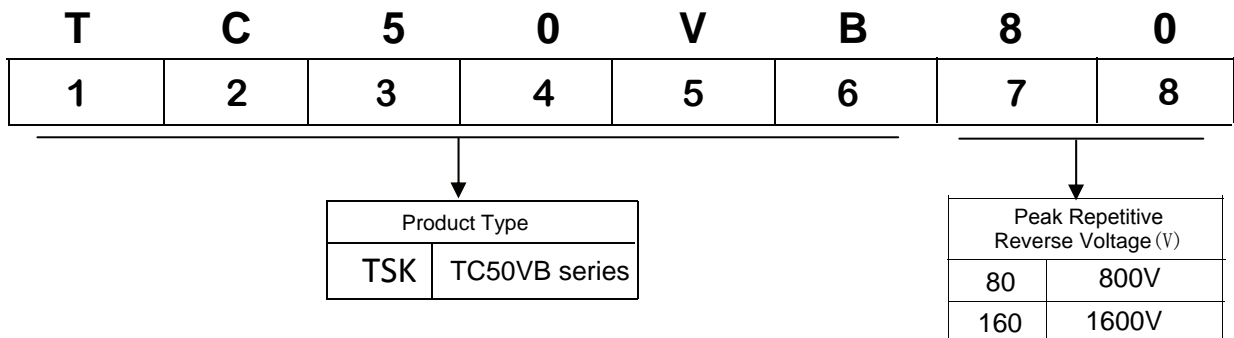 T C 5 0 V B 8 0
1 2 3 4 5 6 7 8
Product Type
TSK TC50VB series
Peak Repetitive
Reverse Voltage(V)
80 800V
160 1600V